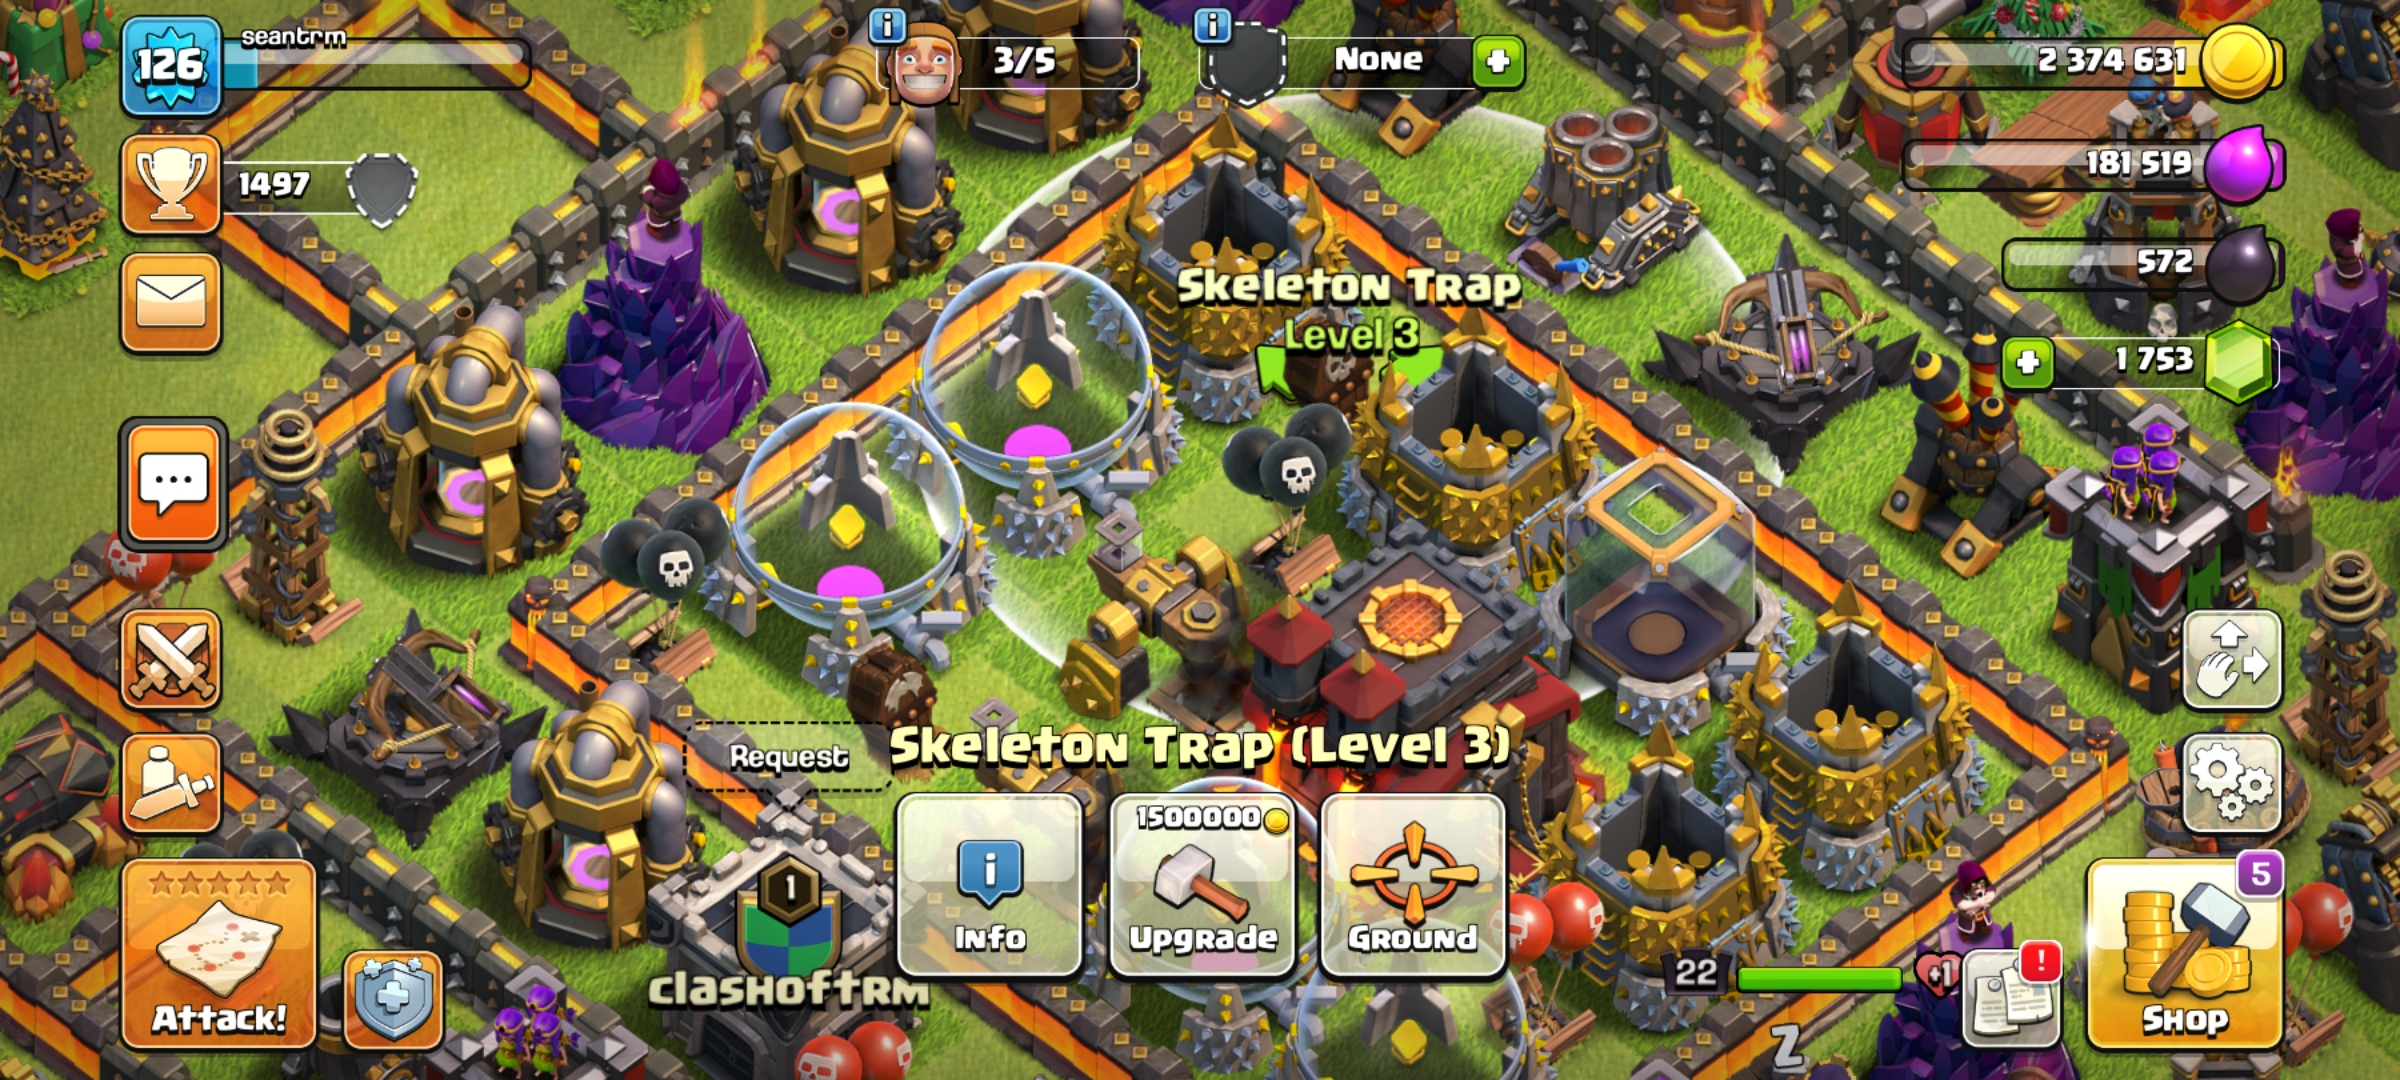 126
seantrm
3/5
None
2 374 631
1497
181 519
572
1 753
Skeleton Trap
Level 3
Request
Skeleton Trap (Level 3)
1500000
Info
Upgrade
Ground
1
clashoftrm
22
+1
!
5
Attack!
Shop
Z